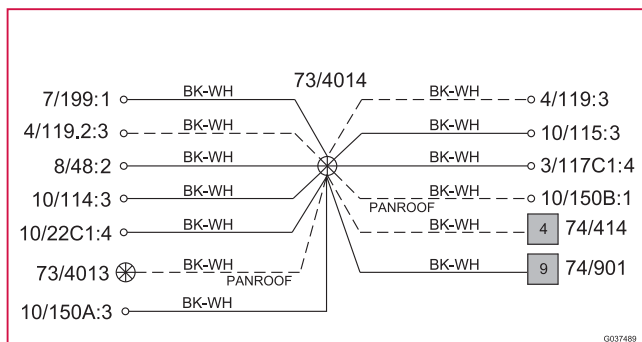 73/4014
7/199:1 BK-WH BK-WH 4/119:3
4/119.2:3 BK-WH BK-WH 10/115:3
8/48:2 BK-WH BK-WH 3/117C1:4
10/114:3 BK-WH BK-WH 10/150B:1
PANROOF
10/22C1:4 BK-WH BK-WH 4 74/414
73/4013 BK-WH BK-WH 9 74/901
PANROOF
10/150A:3 BK-WH
G037489